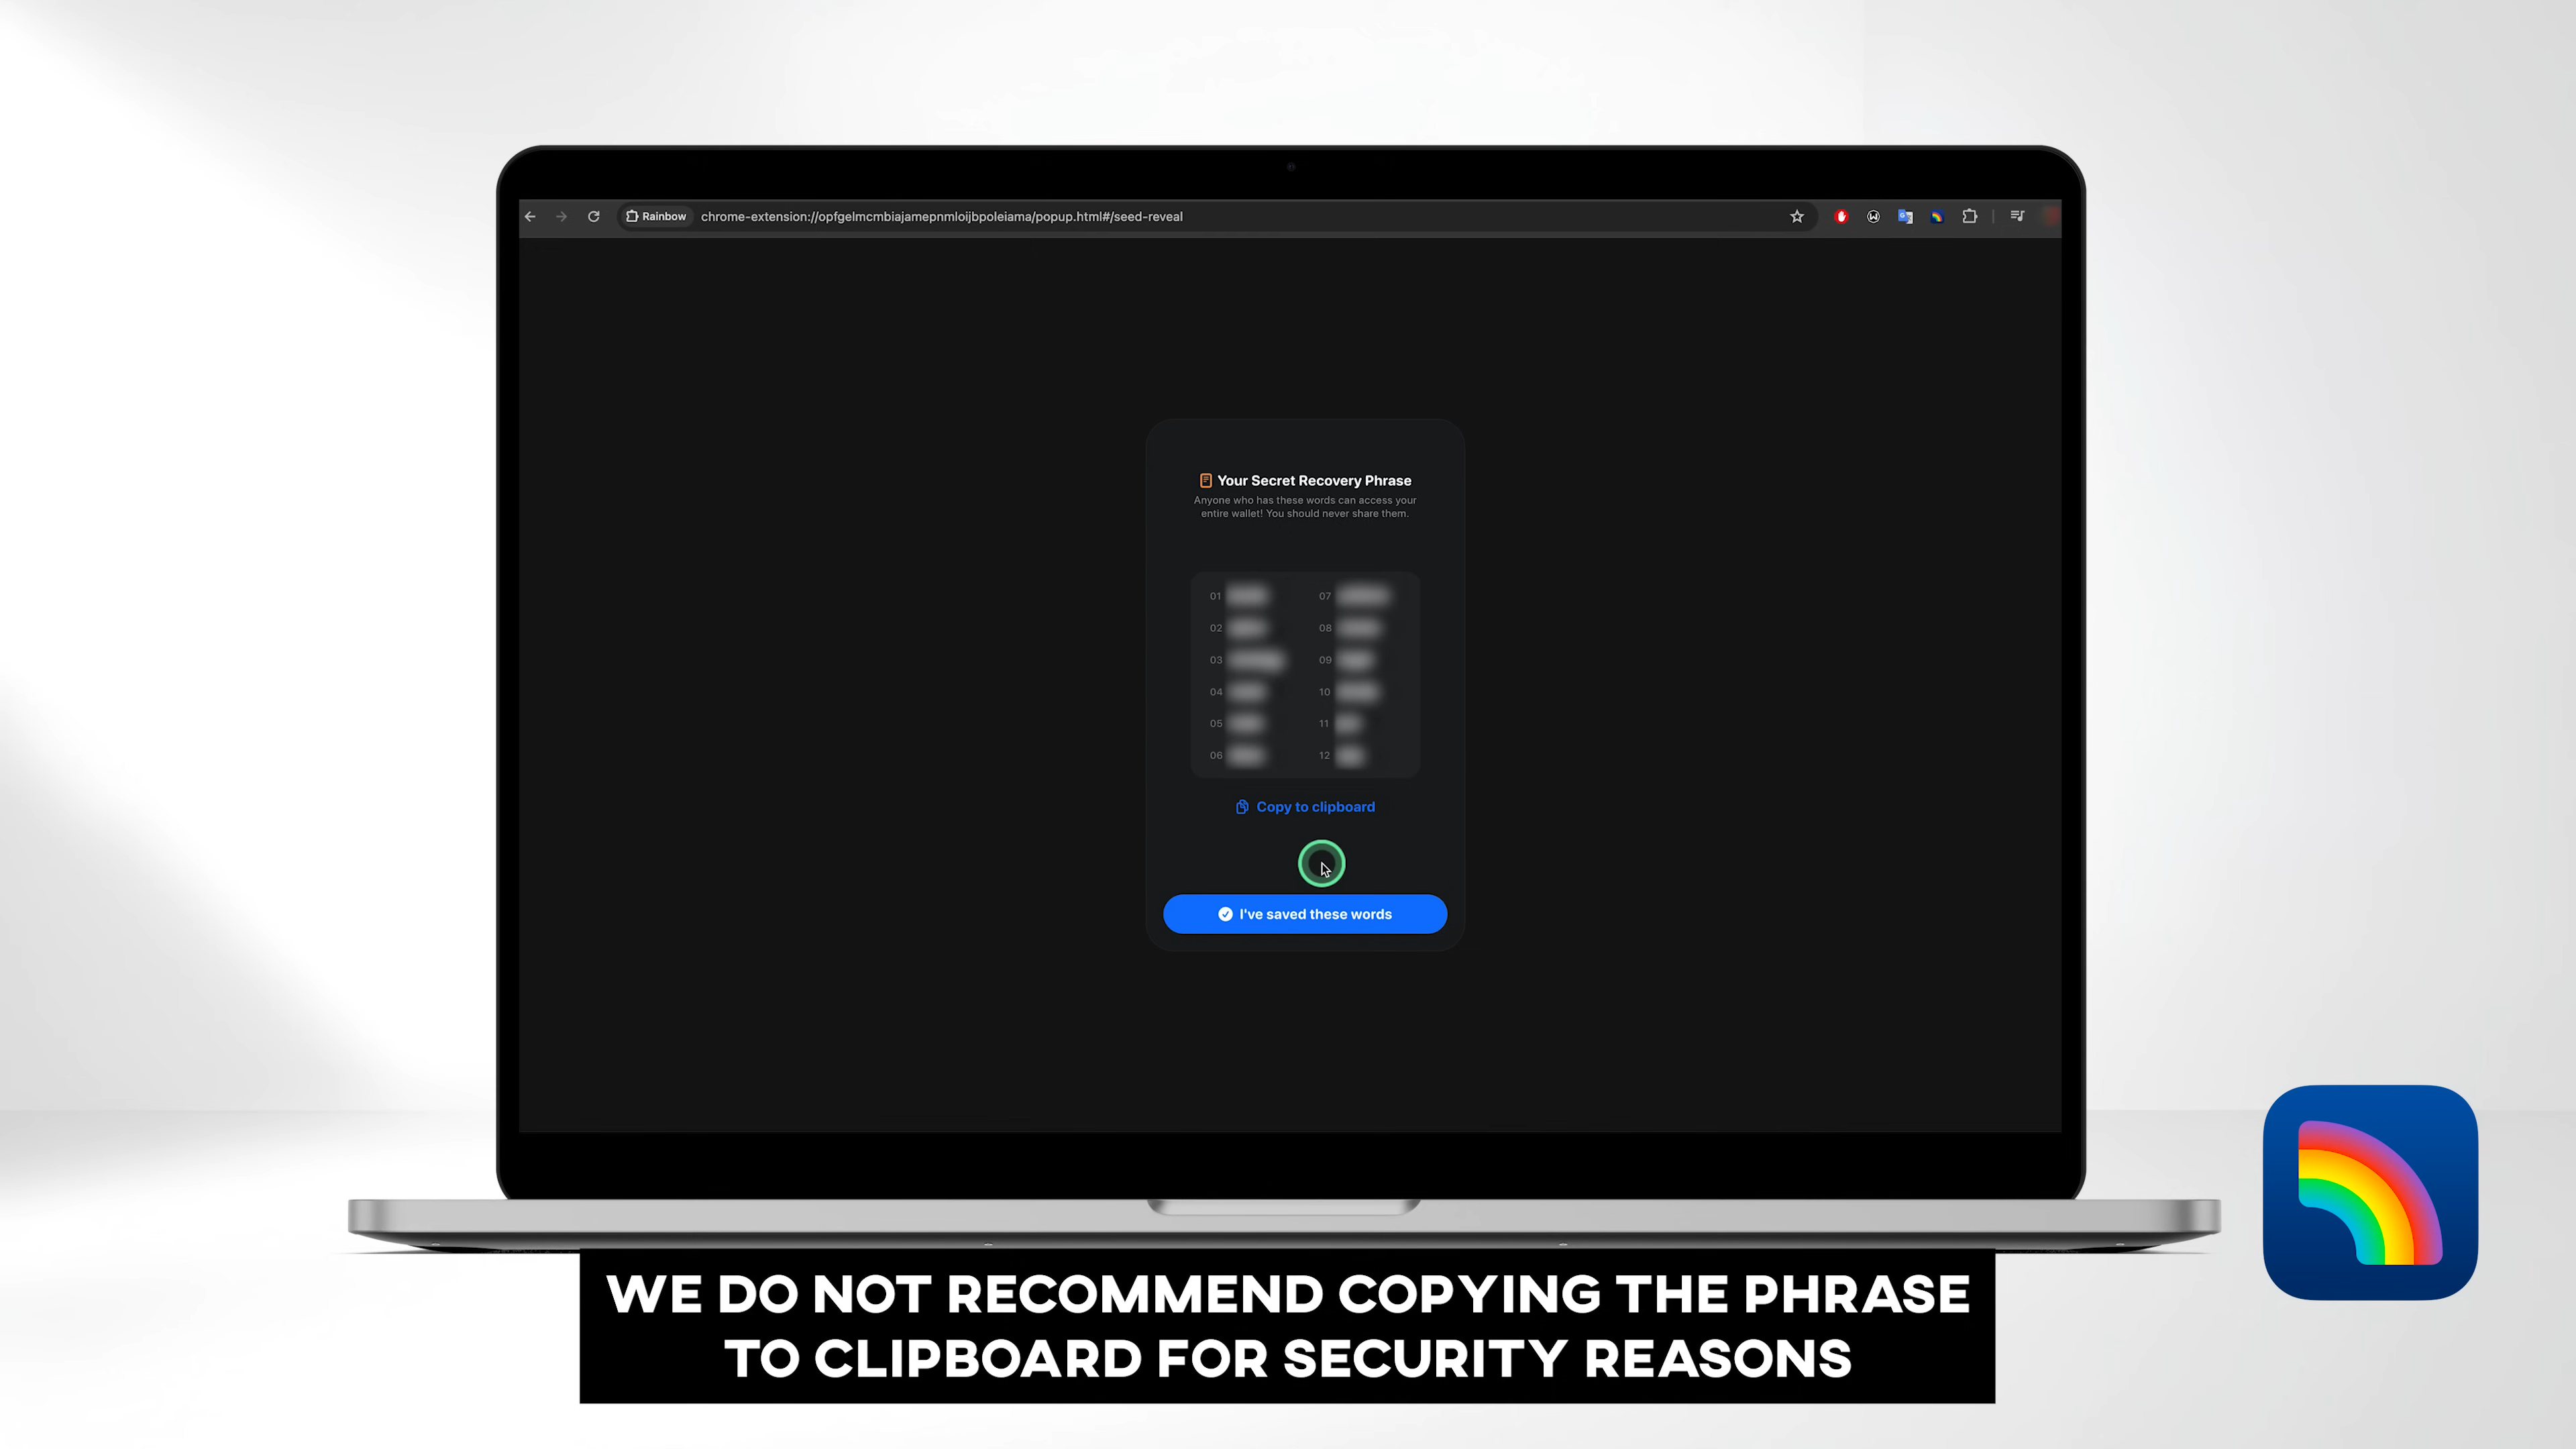 Rainbow
chrome-extension://opfgelmcmbiajamepnmloijbpoleiama/popup.html#/seed-reveal
Your Secret Recovery Phrase
Anyone who has these words can access your
entire wallet! You should never share them.
01
07
02
08
03
09
04
10
05
11
06
12
Copy to clipboard
I've saved these words
WE DO NOT RECOMMEND COPYING THE PHRASE
TO CLIPBOARD FOR SECURITY REASONS